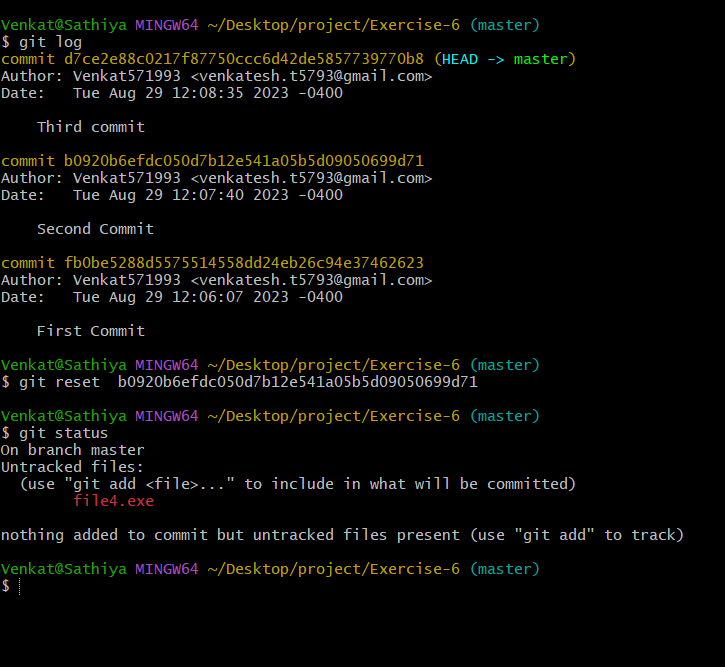 Venkat@Sathiya MINGW64 ~/Desktop/project/Exercise-6 (master)
$ git log
commit d7ce2e88c0217f87750ccc6d42de5857739770b8 (HEAD -> master)
Author: Venkat571993 <venkatesh.t5793@gmail.com>
Date:   Tue Aug 29 12:08:35 2023 -0400
    Third commit
commit b0920b6efdc050d7b12e541a05b5d09050699d71
Author: Venkat571993 <venkatesh.t5793@gmail.com>
Date:   Tue Aug 29 12:07:40 2023 -0400
    Second Commit
commit fb0be5288d5575514558dd24eb26c94e37462623
Author: Venkat571993 <venkatesh.t5793@gmail.com>
Date:   Tue Aug 29 12:06:07 2023 -0400
    First Commit
Venkat@Sathiya MINGW64 ~/Desktop/project/Exercise-6 (master)
$ git reset  b0920b6efdc050d7b12e541a05b5d09050699d71
Venkat@Sathiya MINGW64 ~/Desktop/project/Exercise-6 (master)
$ git status
On branch master
Untracked files:
  (use "git add <file>..." to include in what will be committed)
        file4.exe
nothing added to commit but untracked files present (use "git add" to track)
Venkat@Sathiya MINGW64 ~/Desktop/project/Exercise-6 (master)
$